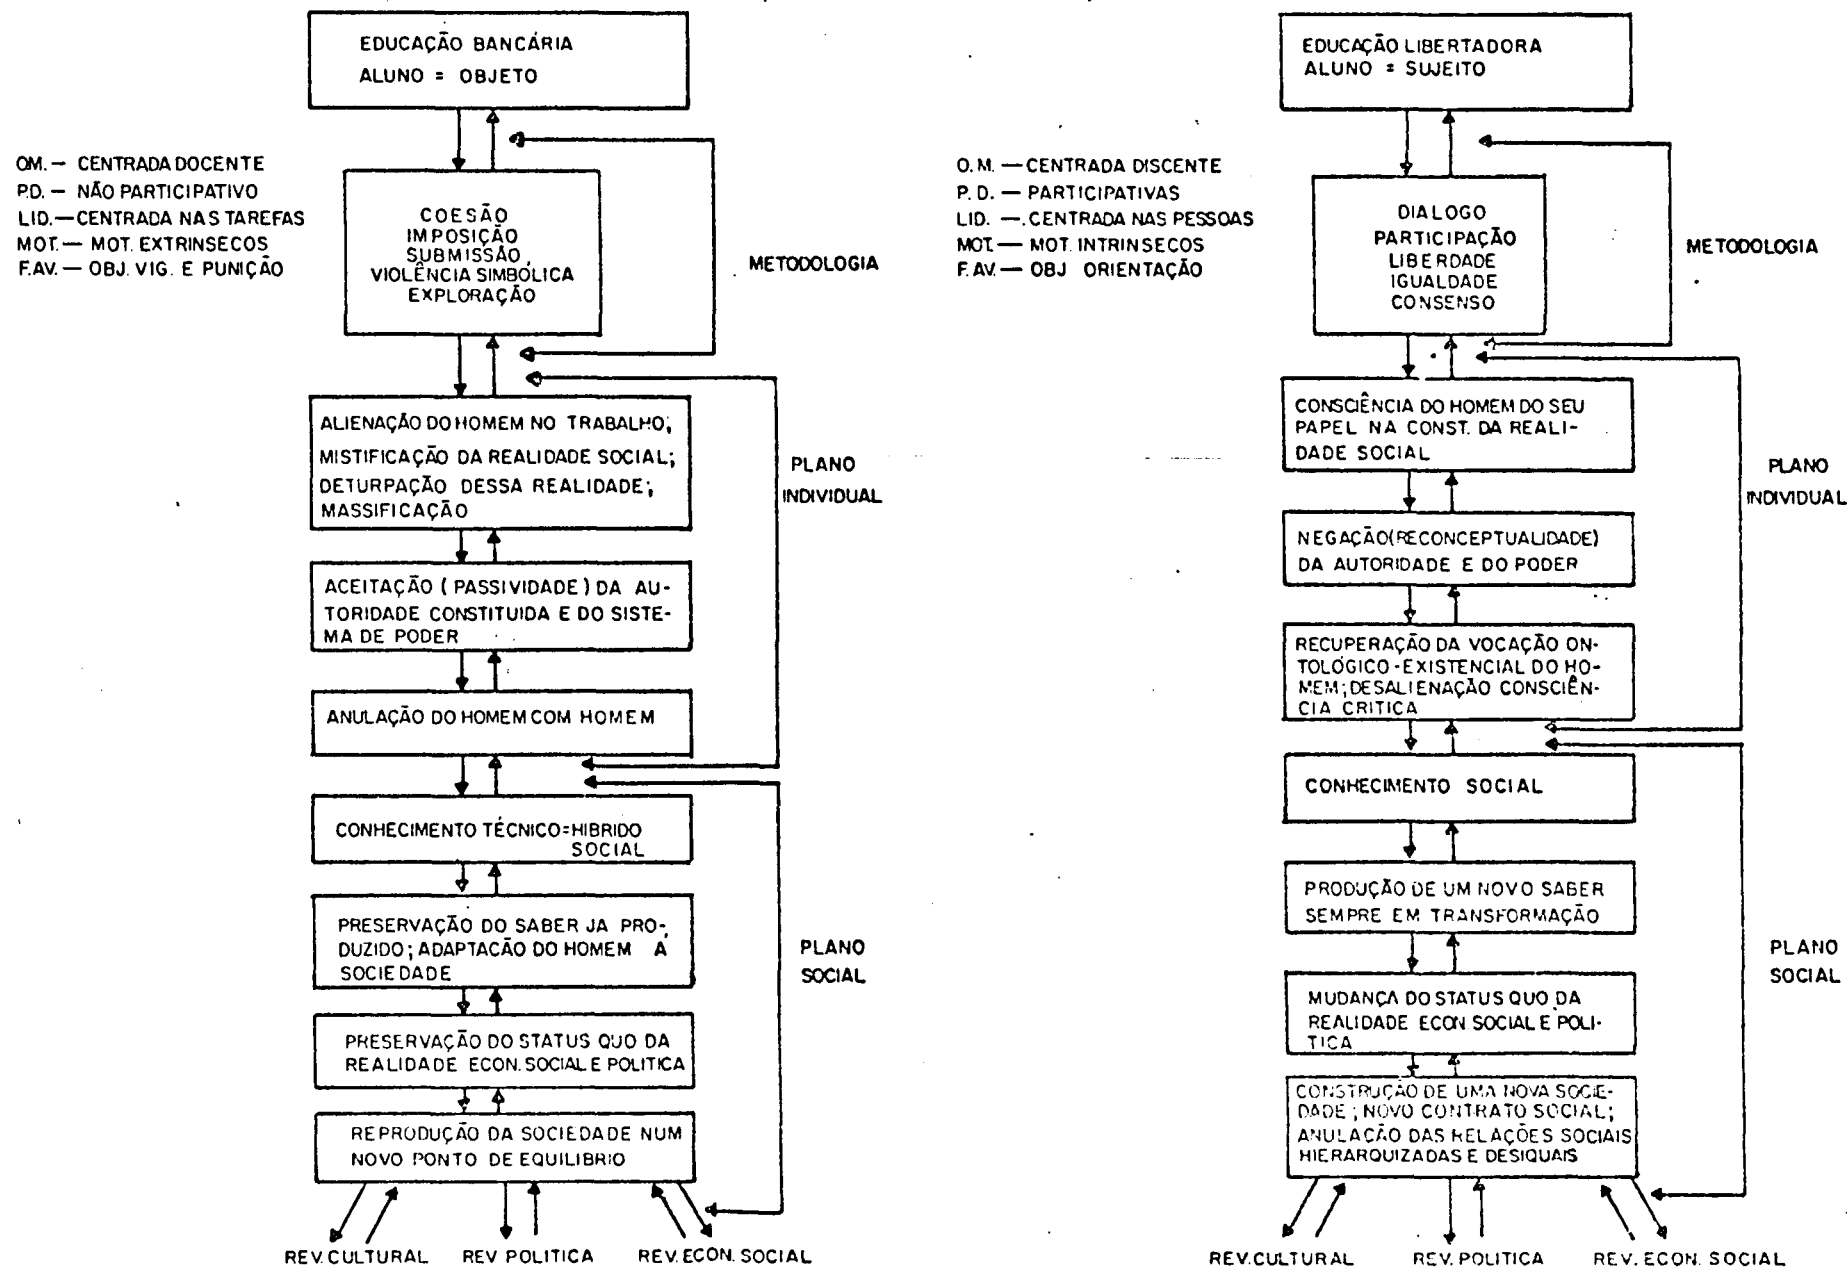 EDUCAÇÃO BANCÁRIA
ALUNO = OBJETO
OM. — CENTRADA DOCENTE
P.D. — NÃO PARTICIPATIVO
LID.— CENTRADA NAS TAREFAS
MOT.— MOT. EXTRINSECOS
F.AV.— OBJ. VIG. E PUNIÇÃO
COESÃO
IMPOSIÇÃO
SUBMISSÃO,
VIOLÊNCIA SIMBÓLICA
EXPLORAÇÃO
METODOLOGIA
ALIENAÇÃO DO HOMEM NO TRABALHO;
MISTIFICAÇÃO DA REALIDADE SOCIAL;
DETURPAÇÃO DESSA REALIDADE;
MASSIFICAÇÃO
PLANO
INDIVIDUAL
ACEITAÇÃO (PASSIVIDADE) DA AU-
TORIDADE CONSTITUIDA E DO SISTE-
MA DE PODER
ANULAÇÃO DO HOMEM COM HOMEM
CONHECIMENTO TÉCNICO=HIBRIDO
SOCIAL
PRESERVAÇÃO DO SABER JA PRO-
DUZIDO; ADAPTACÃO DO HOMEM A
SOCIEDADE
PLANO
SOCIAL
PRESERVAÇÃO DO STATUS QUO DA
REALIDADE ECON. SOCIAL E POLITICA
REPRODUÇÃO DA SOCIEDADE NUM
NOVO PONTO DE EQUILIBRIO
REV. CULTURAL REV POLITICA REV. ECON. SOCIAL
EDUCAÇÃO LIBERTADORA
ALUNO = SUJEITO
O.M. — CENTRADA DISCENTE
P.D. — PARTICIPATIVAS
LID. —. CENTRADA NAS PESSOAS
MOT. — MOT. INTRINSECOS
F. AV.— OBJ ORIENTAÇÃO
DIALOGO
PARTICIPAÇÃO
LIBERDADE
IGUALDADE
CONSENSO
METODOLOGIA
CONSCIÊNCIA DO HOMEM DO SEU
PAPEL NA CONST. DA REALI-
DADE SOCIAL
PLANO
INDIVIDUAL
NEGAÇÃO(RECONCEPTUALIDADE)
DA AUTORIDADE E DO PODER
RECUPERAÇÃO DA VOCAÇÃO ON-
TOLÓGICO-EXISTENCIAL DO HO-
MEM; DESALIENAÇÃO CONSCIÊN-
CIA CRITICA
CONHECIMENTO SOCIAL
PRODUÇÃO DE UM NOVO SABER
SEMPRE EM TRANSFORMAÇÃO
PLANO
SOCIAL
MUDANÇA DO STATUS QUO DA
REALIDADE ECON. SOCIAL E POLI-
TICA
CONSTRUÇÃO DE UMA NOVA SOCIE-
DADE; NOVO CONTRATO SOCIAL;
ANULAÇÃO DAS RELAÇÕES SOCIAIS
HIERARQUIZADAS E DESIQUAIS
REV. CULTURAL REV. POLITICA REV. ECON. SOCIAL